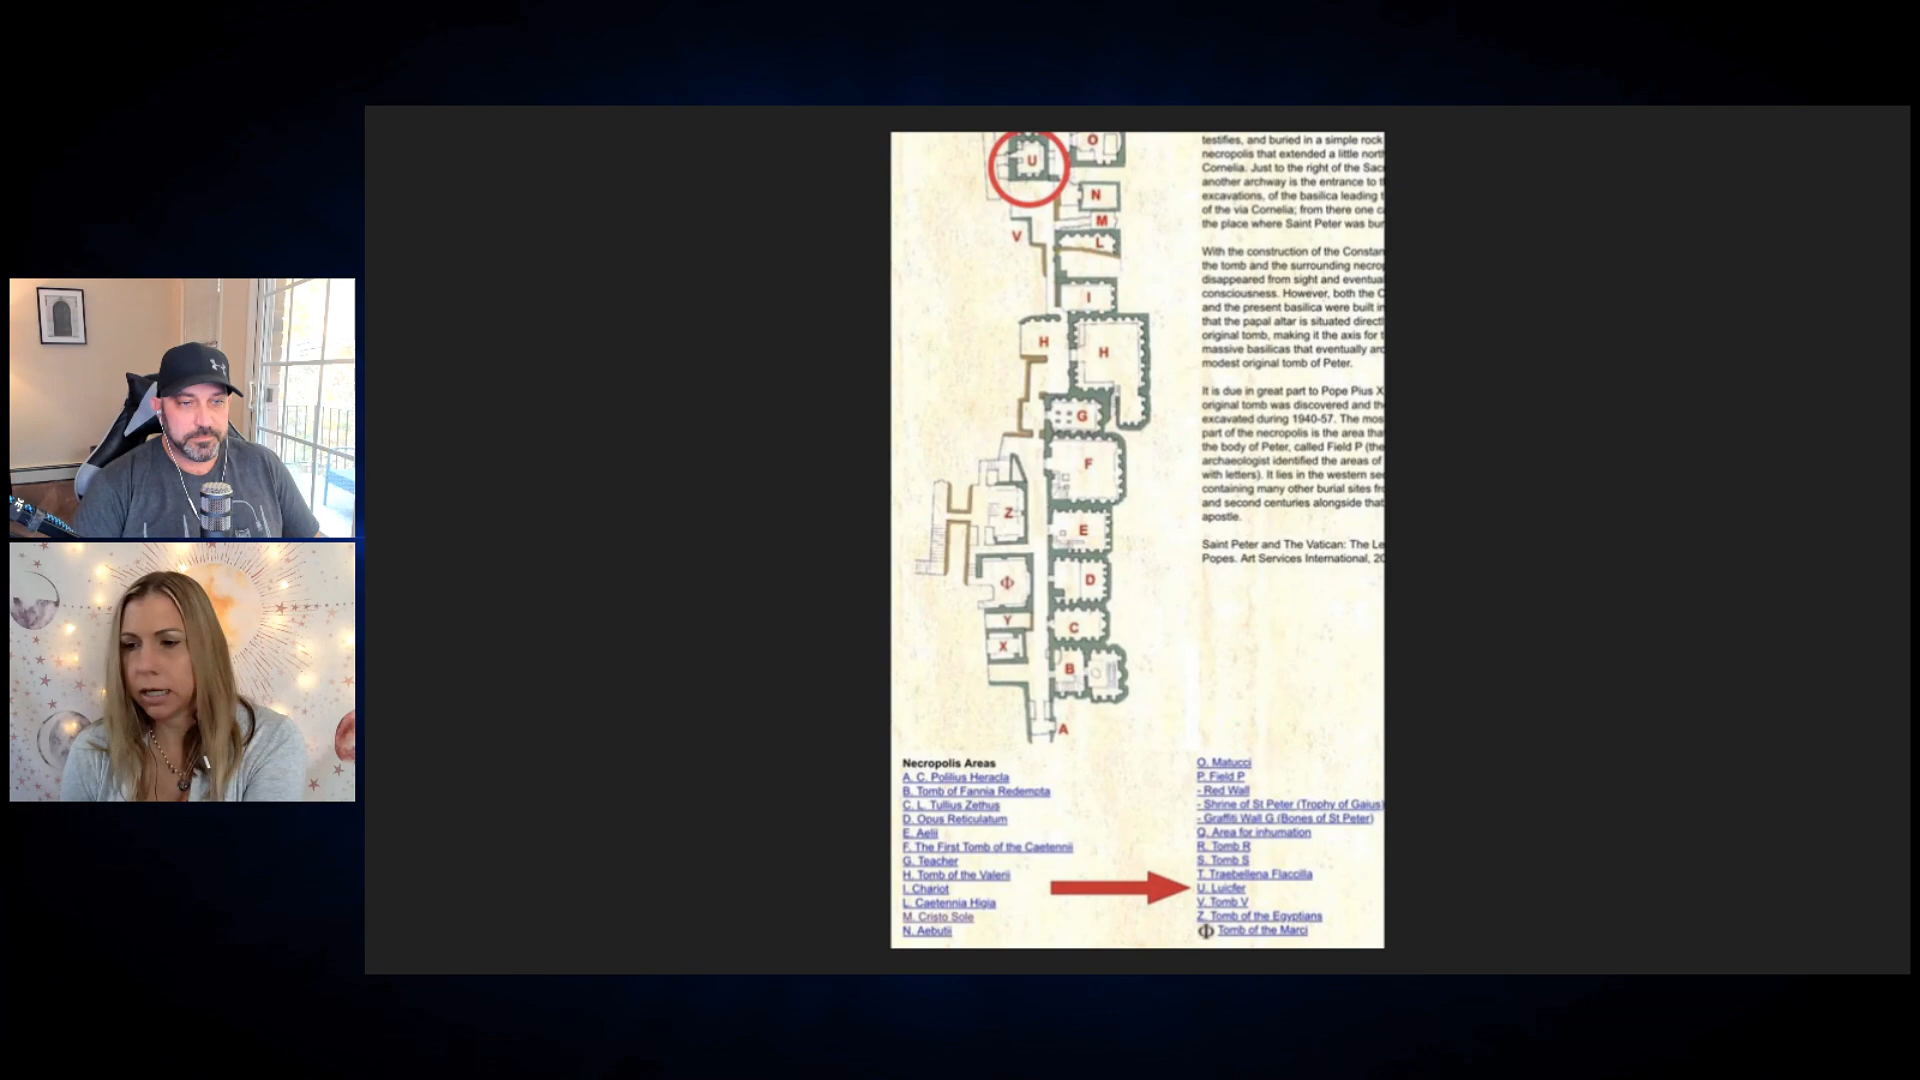 U
O
N
M
V
L
I
H
H
G
F
Z
E
Φ
D
Y
C
X
B
A
testifies, and buried in a simple rock
necropolis that extended a little nort
Cornelia. Just to the right of the Sac
another archway is the entrance to t
excavations, of the basilica leading t
of the via Cornelia; from there one c
the place where Saint Peter was bur
With the construction of the Constan
the tomb and the surrounding necrop
disappeared from sight and eventua
consciousness. However, both the C
and the present basilica were built in
that the papal altar is situated directl
original tomb, making it the axis for t
massive basilicas that eventually arc
modest original tomb of Peter.
It is due in great part to Pope Pius X
original tomb was discovered and th
excavated during 1940-57. The mos
part of the necropolis is the area that
the body of Peter, called Field P (the
archaeologist identified the areas of
with letters). It lies in the western sec
containing many other burial sites fro
and second centuries alongside that
apostle.
Saint Peter and The Vatican: The Le
Popes. Art Services International, 20
Necropolis Areas
A. C. Polilius Heracla
B. Tomb of Fannia Redempta
C. L. Tullius Zethus
D. Opus Reticulatum
E. Aelii
F. The First Tomb of the Caetennii
G. Teacher
H. Tomb of the Valerii
I. Chariot
L. Caetennia Higia
M. Cristo Sole
N. Aebutii
O. Matucci
P. Field P
- Red Wall
- Shrine of St Peter (Trophy of Gaius)
- Graffiti Wall G (Bones of St Peter)
Q. Area for inhumation
R. Tomb R
S. Tomb S
T. Traebellena Flaccilla
U. Luicfer
V. Tomb V
Z. Tomb of the Egyptians
Φ Tomb of the Marci